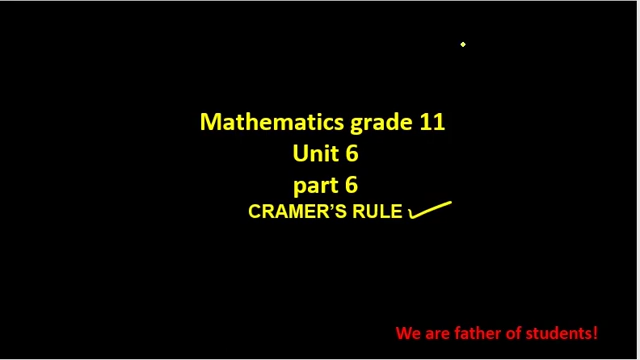 Mathematics grade 11
Unit 6
part 6
CRAMER'S RULE
We are father of students!